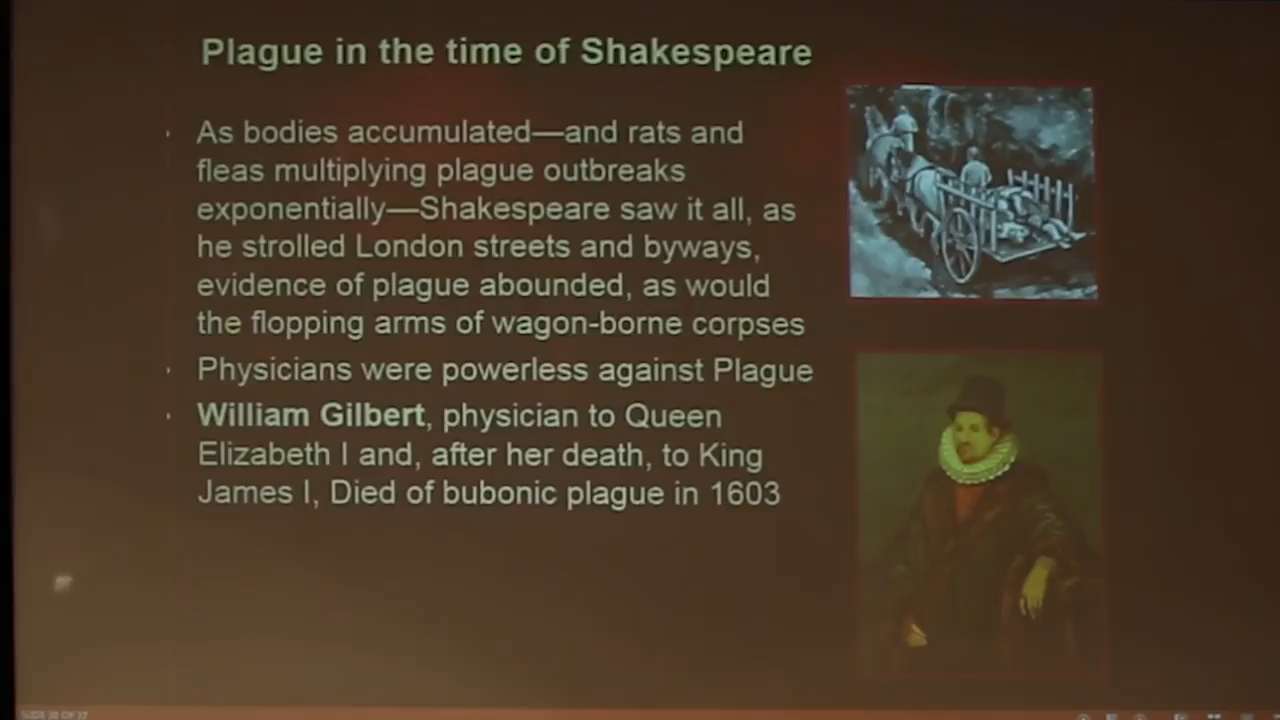 Plague in the time of Shakespeare
As bodies accumulated—and rats and
fleas multiplying plague outbreaks
exponentially—Shakespeare saw it all, as
he strolled London streets and byways,
evidence of plague abounded, as would
the flopping arms of wagon-borne corpses
Physicians were powerless against Plague
William Gilbert, physician to Queen
Elizabeth I and, after her death, to King
James I, Died of bubonic plague in 1603